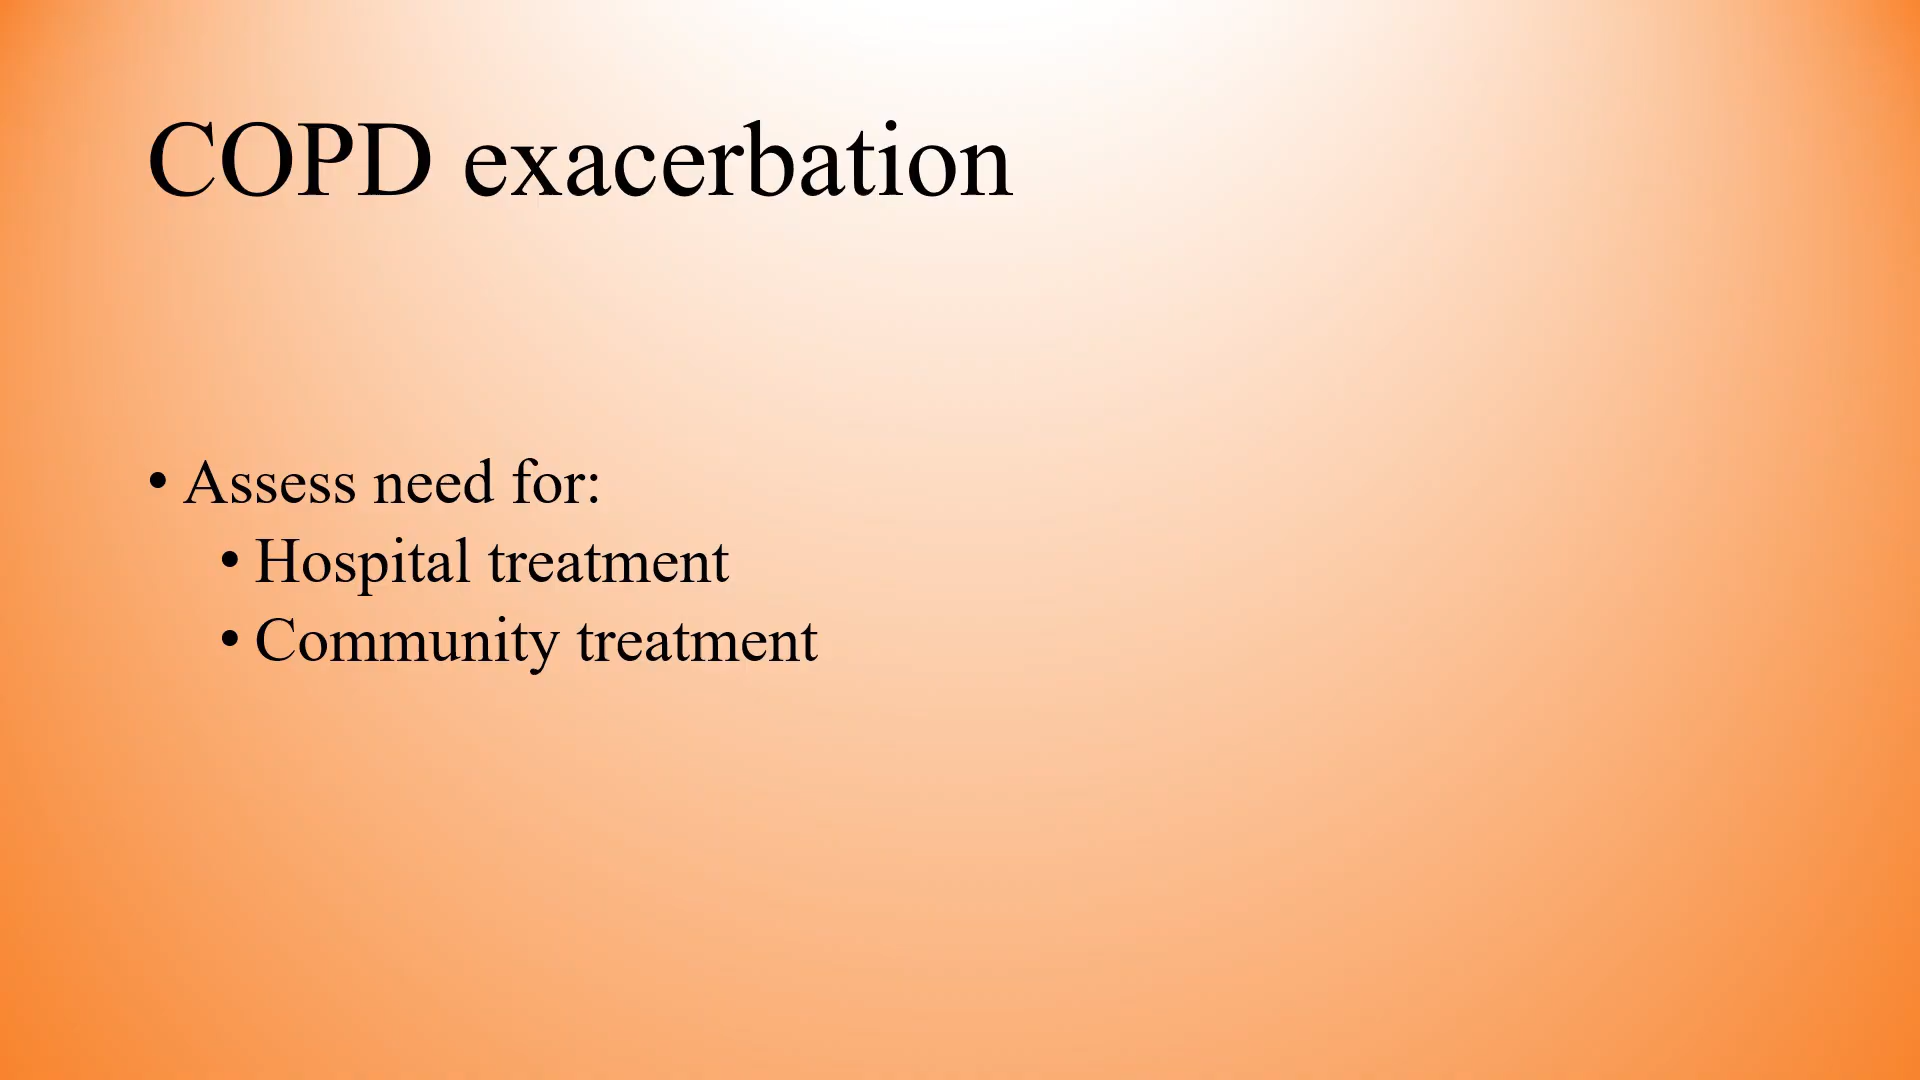 COPD exacerbation
• Assess need for:
• Hospital treatment
• Community treatment